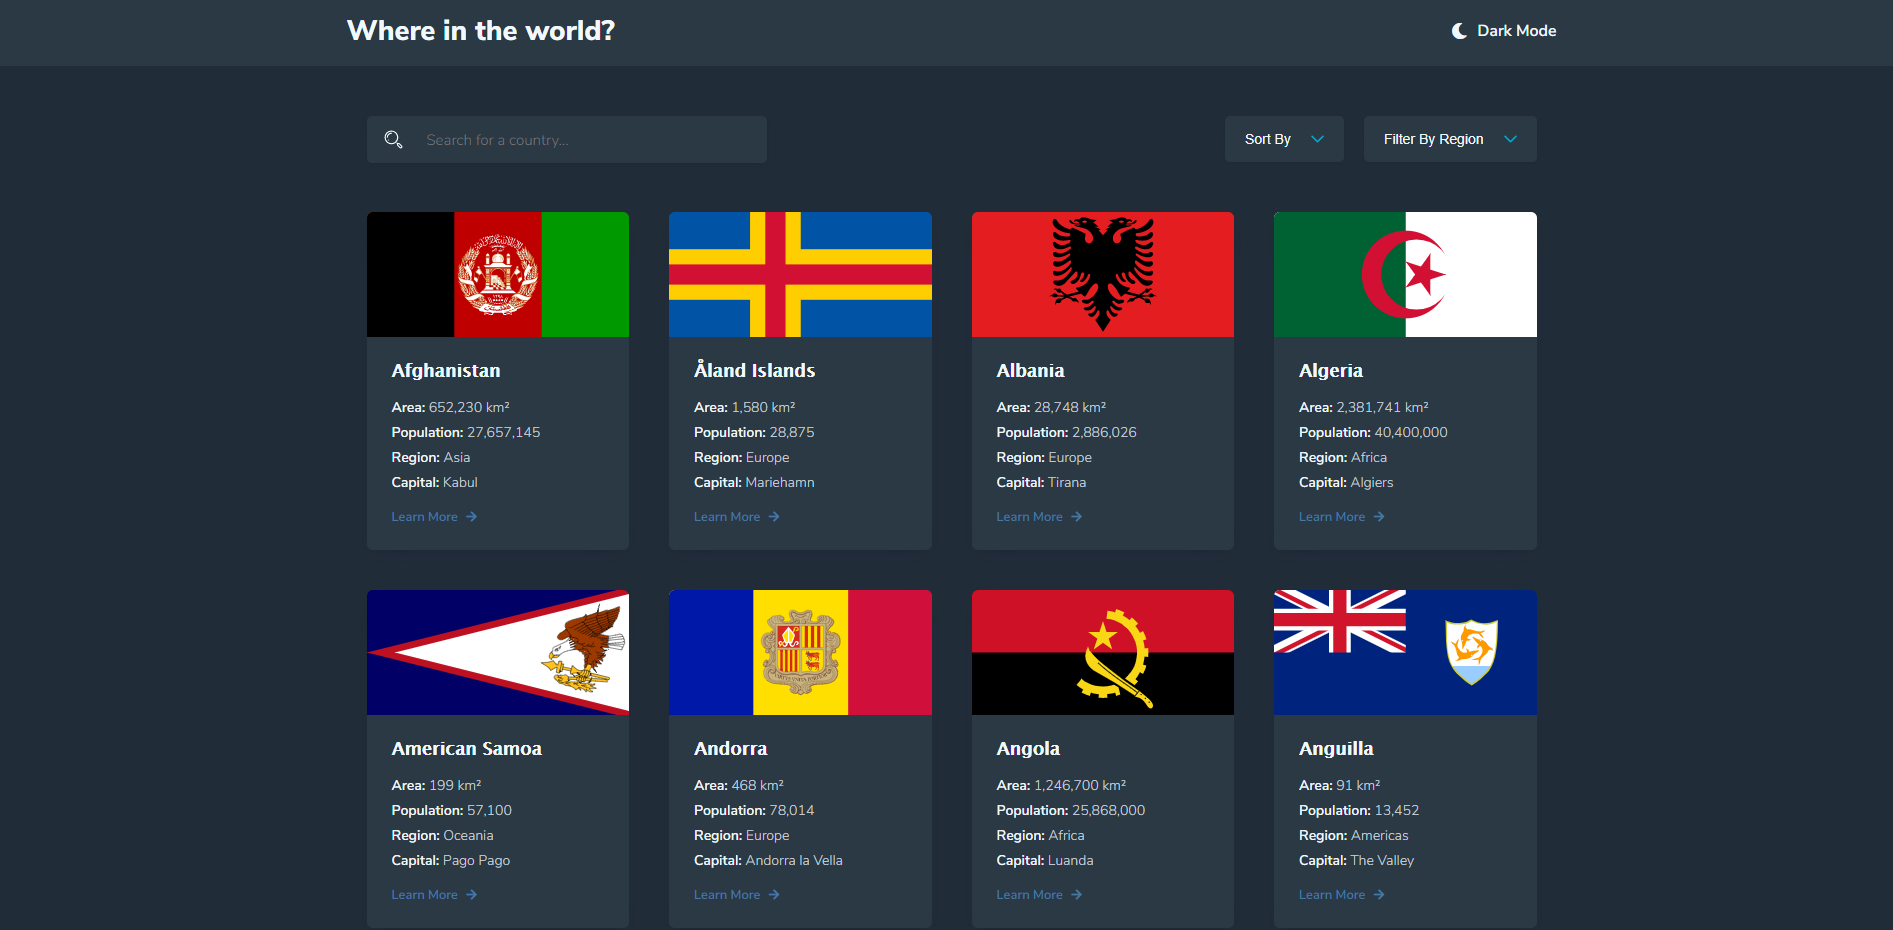 Where in the world?
Dark Mode
Search for a country...
Sort By
Filter By Region
Afghanistan
Area: 652,230 km²
Population: 27,657,145
Region: Asia
Capital: Kabul
Learn More
Åland Islands
Area: 1,580 km²
Population: 28,875
Region: Europe
Capital: Mariehamn
Learn More
Albania
Area: 28,748 km²
Population: 2,886,026
Region: Europe
Capital: Tirana
Learn More
Algeria
Area: 2,381,741 km²
Population: 40,400,000
Region: Africa
Capital: Algiers
Learn More
American Samoa
Area: 199 km²
Population: 57,100
Region: Oceania
Capital: Pago Pago
Learn More
Andorra
Area: 468 km²
Population: 78,014
Region: Europe
Capital: Andorra la Vella
Learn More
Angola
Area: 1,246,700 km²
Population: 25,868,000
Region: Africa
Capital: Luanda
Learn More
Anguilla
Area: 91 km²
Population: 13,452
Region: Americas
Capital: The Valley
Learn More